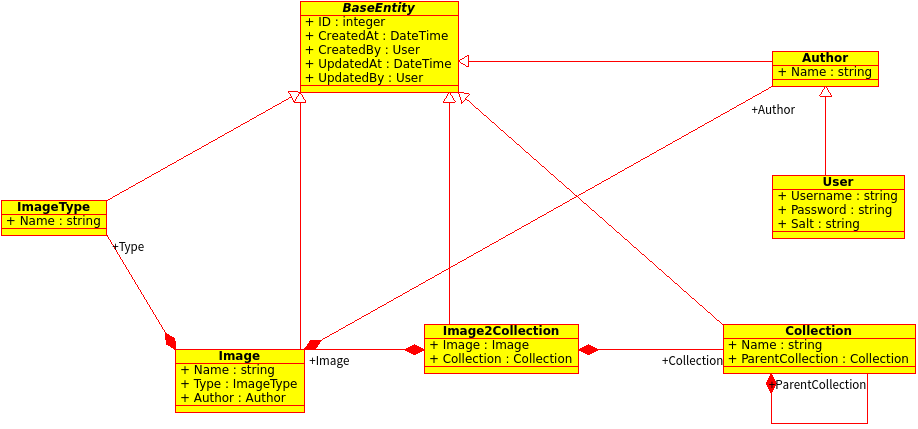 BaseEntity
+ ID : integer
+ CreatedAt : DateTime
+ CreatedBy : User
+ UpdatedAt : DateTime
+ UpdatedBy : User
Author
+ Name : string
+Author
User
+ Username : string
+ Password : string
+ Salt : string
ImageType
+ Name : string
+Type
Image
+ Name : string
+ Type : ImageType
+ Author : Author
+Image
Image2Collection
+ Image : Image
+ Collection : Collection
+Collection
Collection
+ Name : string
+ ParentCollection : Collection
+ParentCollection